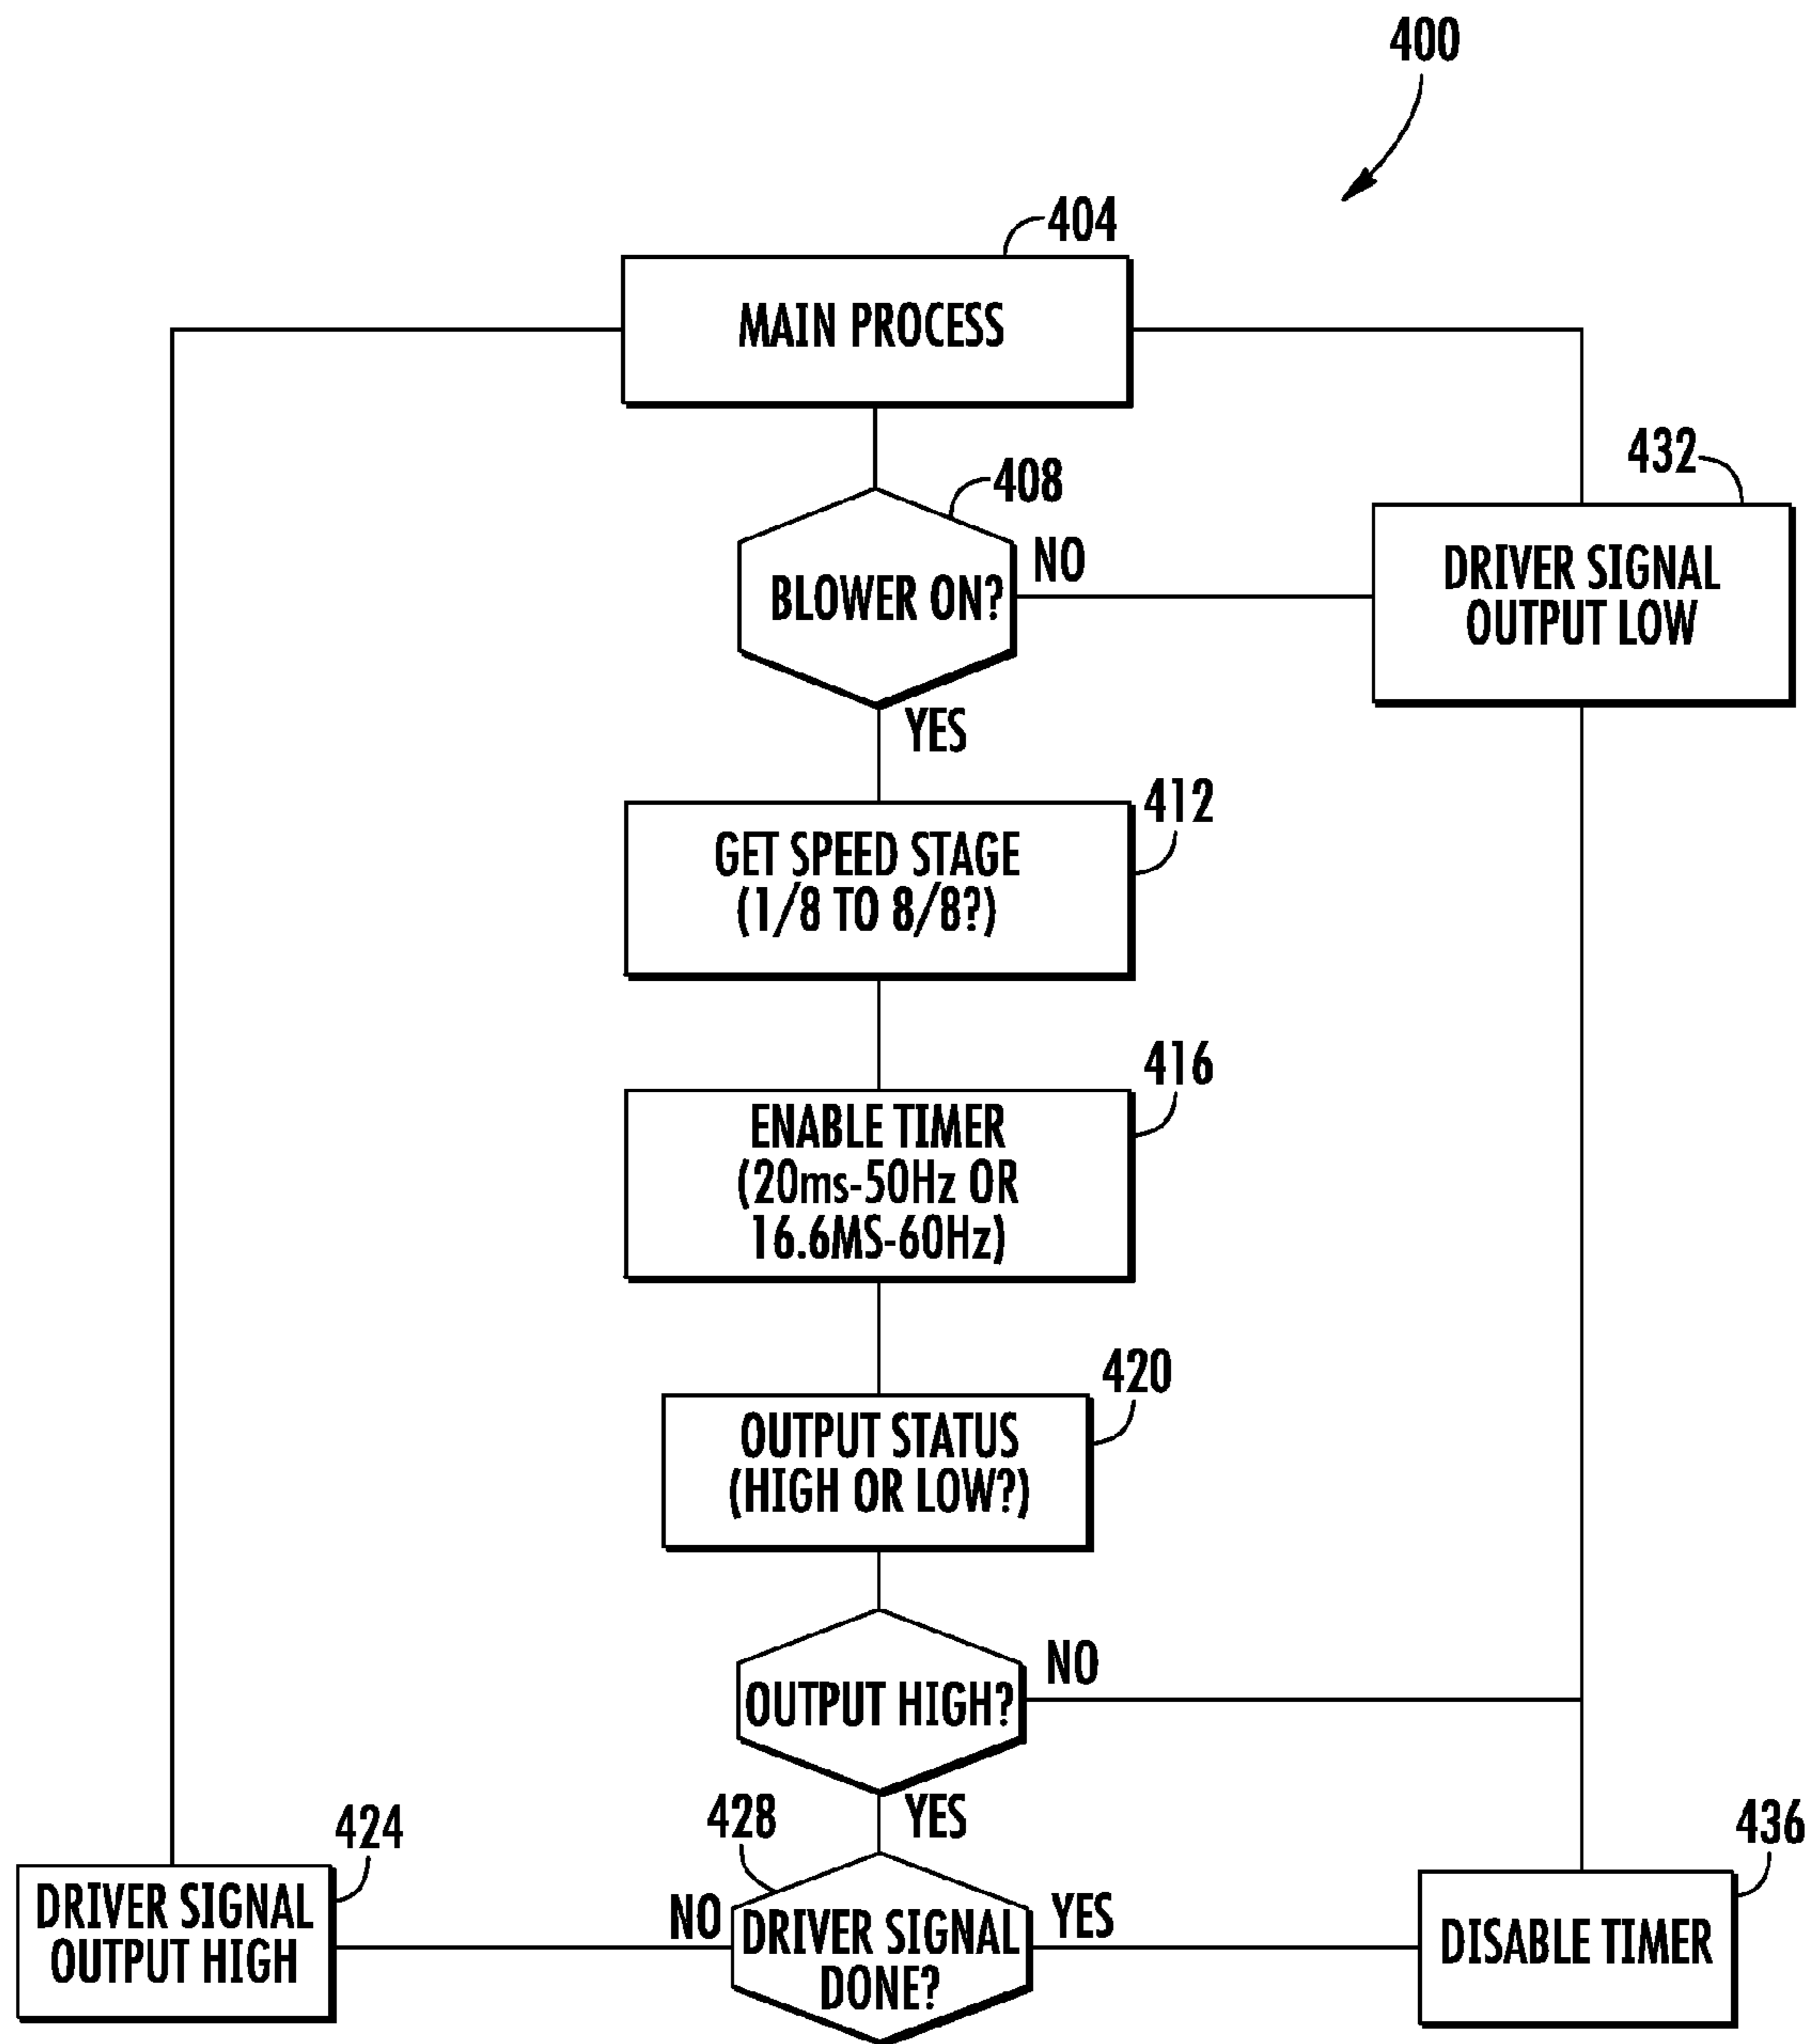 400
404
MAIN PROCESS
408
432
BLOWER ON?
NO
DRIVER SIGNAL
OUTPUT LOW
YES
412
GET SPEED STAGE
(1/8 TO 8/8?)
416
ENABLE TIMER
(20ms-50Hz OR
16.6MS-60Hz)
420
OUTPUT STATUS
(HIGH OR LOW?)
OUTPUT HIGH?
NO
YES
424
428
436
DRIVER SIGNAL
OUTPUT HIGH
NO
DRIVER SIGNAL
DONE?
YES
DISABLE TIMER